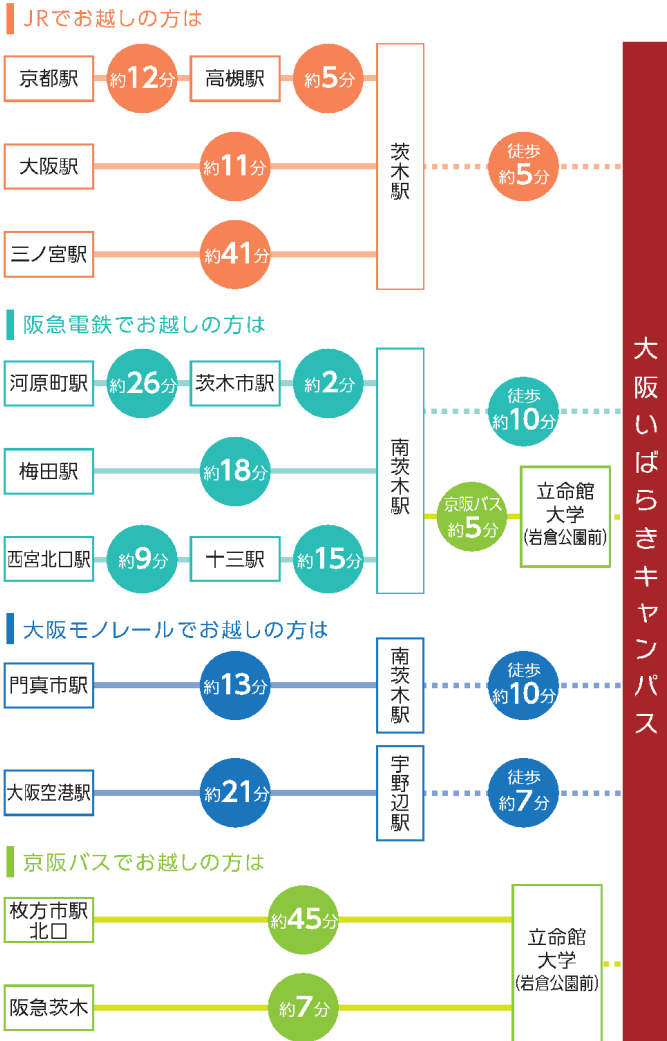 JRでお越しの方は
京都駅
約12分
高槻駅
約5分
大阪駅
約11分
三ノ宮駅
約41分
茨木駅
徒歩
約5分
阪急電鉄でお越しの方は
河原町駅
約26分
茨木市駅
約2分
梅田駅
約18分
西宮北口駅
約9分
十三駅
約15分
南茨木駅
徒歩
約10分
京阪バス
約5分
立命館
大学
(岩倉公園前)
大阪モノレールでお越しの方は
門真市駅
約13分
南茨木駅
徒歩
約10分
大阪空港駅
約21分
宇野辺駅
徒歩
約7分
京阪バスでお越しの方は
枚方市駅
北口
約45分
阪急茨木
約7分
立命館
大学
(岩倉公園前)
大阪いばらきキャンパス